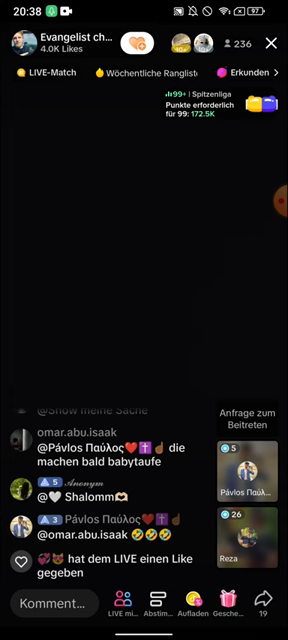 20:38
97
Evangelist ch...
4.0K Likes
236
LIVE-Match
Wöchentliche Rangliste
Erkunden
99+ | Spitzenliga
Punkte erforderlich
für 99: 172.5K
@Show meine Sache
omar.abu.isaak
@Pávlos Παύλος❤️✝️☝🏾 die
machen bald babytaufe
5 𝒜𝓃ℴ𝓃𝓎𝓂
@🤍 Shalomm🫶🏻
3 Pávlos Παύλος❤️✝️☝🏾
@omar.abu.isaak 🤣🤣🤣
💞😻 hat dem LIVE einen Like
gegeben
Anfrage zum
Beitreten
5
Pávlos Παύλ...
26
Reza
Komment...
LIVE mi...
Abstim...
Aufladen
Gesche...
19